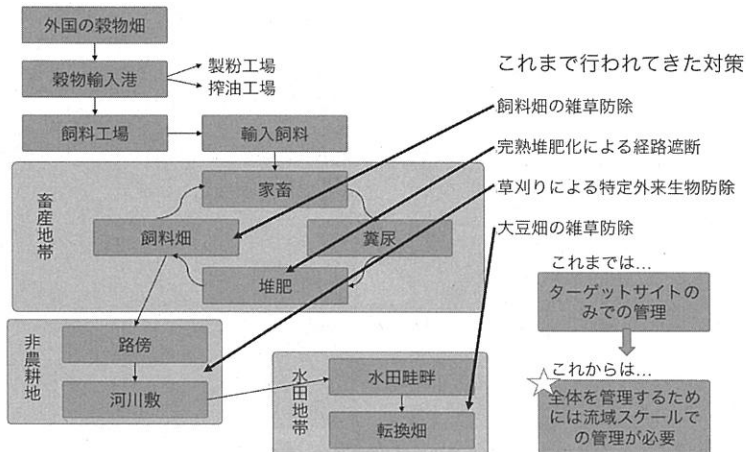 外国の穀物畑
穀物輸入港
製粉工場
搾油工場
飼料工場
輸入飼料
畜産地帯
家畜
飼料畑
糞尿
堆肥
非農耕地
路傍
河川敷
水田地帯
水田畦畔
転換畑
これまで行われてきた対策
飼料畑の雑草防除
完熟堆肥化による経路遮断
草刈りによる特定外来生物防除
大豆畑の雑草防除
これまでは…
ターゲットサイトの
みでの管理
これからは…
全体を管理するため
には流域スケールで
の管理が必要